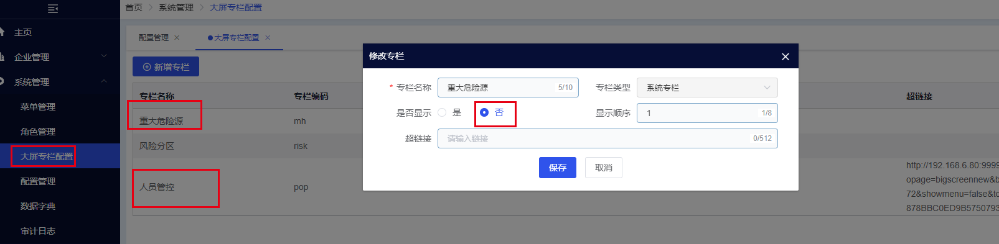 首页 > 系统管理 > 大屏专栏配置
主页
企业管理
系统管理
菜单管理
角色管理
大屏专栏配置
配置管理
数据字典
审计日志
配置管理 × 大屏专栏配置 ×
新增专栏
专栏名称 专栏编码 超链接
重大危险源 mh
风险分区 risk
人员管控 pop
http://192.168.6.80:9999
opage=bigscreennew&b
72&showmenu=false&to
878BBC0ED9B5750793
修改专栏
* 专栏名称 重大危险源 5/10 专栏类型 系统专栏
是否显示 是 否 显示顺序 1 1/8
超链接 请输入链接 0/512
保存 取消